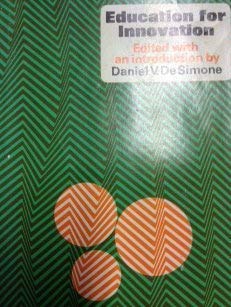 Education for
Innovation
Edited with
an introduction by
Daniel V. De Simone